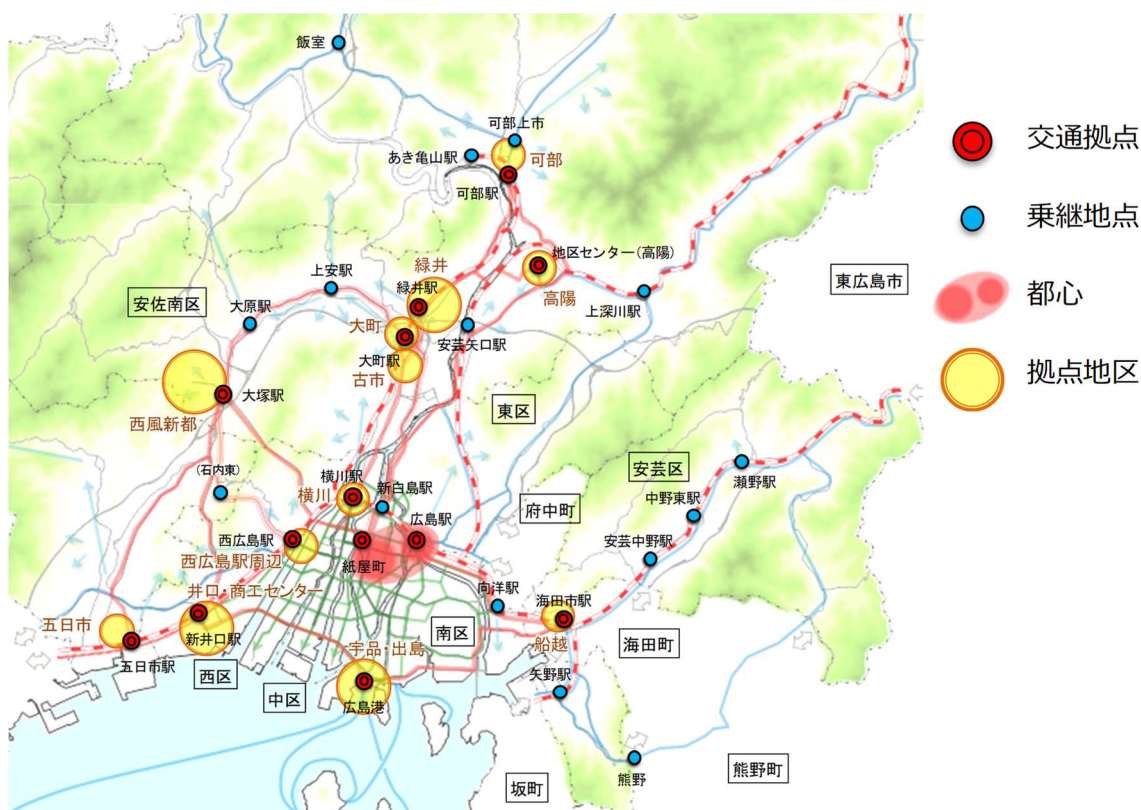 飯室
可部上市
あき亀山駅
可部
可部駅
地区センター(高陽)
高陽
上深川駅
緑井
緑井駅
上安駅
安佐南区
大原駅
大町
安芸矢口駅
大町駅
古市
大塚駅
西風新都
東区
(石内東)
横川駅
横川
新白島駅
広島駅
府中町
安芸区
瀬野駅
中野東駅
安芸中野駅
西広島駅
西広島駅周辺
紙屋町
井口・商工センター
向洋駅
海田市駅
五日市
新井口駅
南区
船越
海田町
五日市駅
西区
宇品・出島
中区
広島港
矢野駅
坂町
熊野
熊野町
東広島市
交通拠点
乗継地点
都心
拠点地区